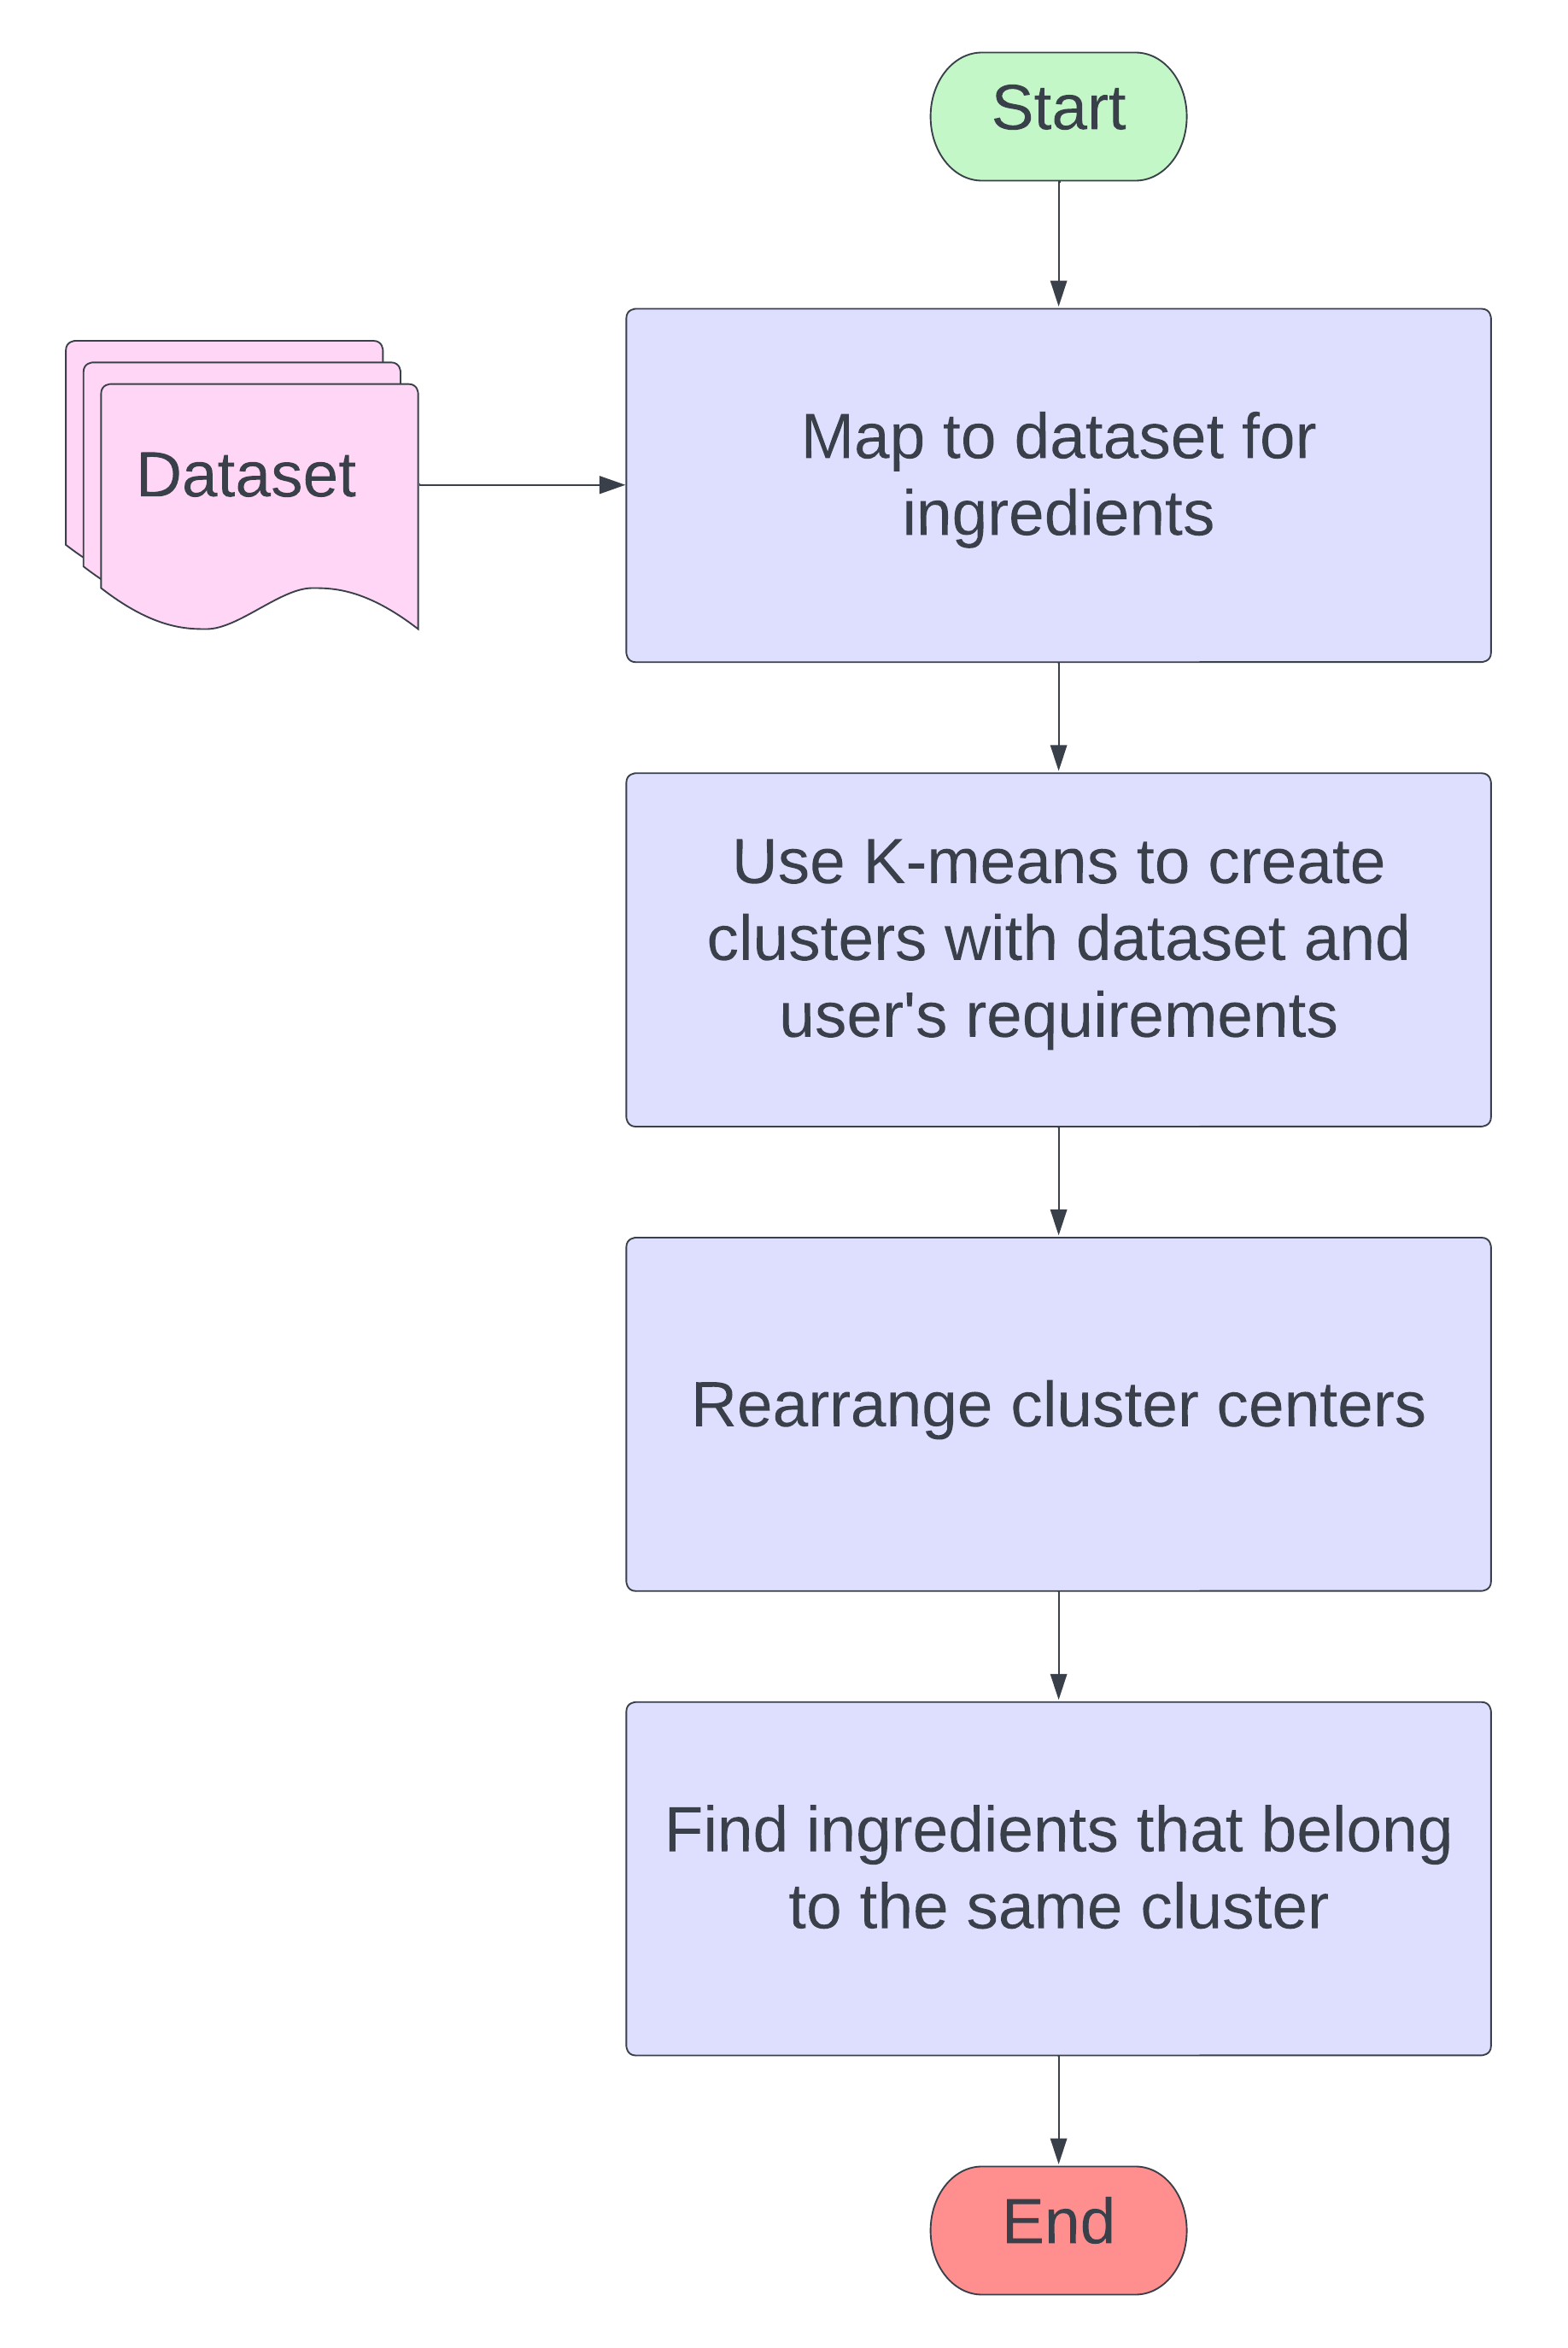 Start
Dataset
Map to dataset for
ingredients
Use K-means to create
clusters with dataset and
user's requirements
Rearrange cluster centers
Find ingredients that belong
to the same cluster
End